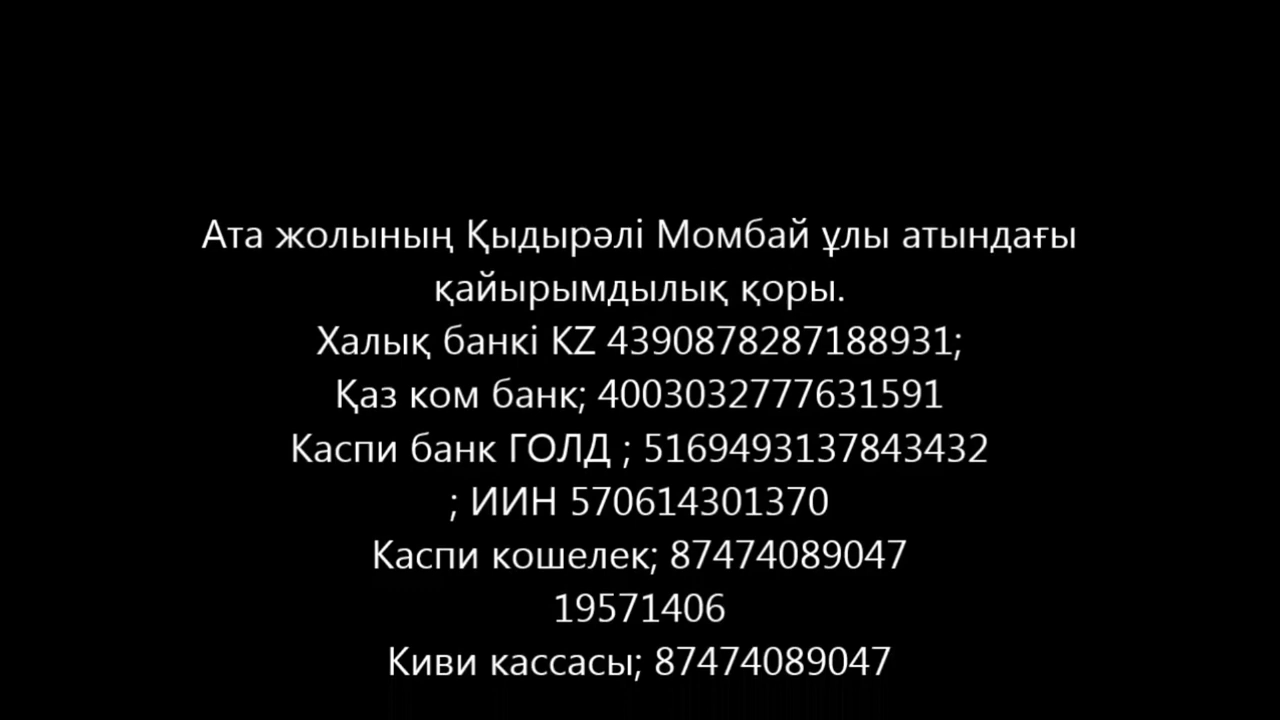 Ата жолының Қыдырәлі Момбай ұлы атындағы
қайырымдылық қоры.
Халық банкі KZ 4390878287188931;
Қаз ком банк; 4003032777631591
Каспи банк ГОЛД ; 5169493137843432
; ИИН 570614301370
Каспи кошелек; 87474089047
19571406
Киви кассасы; 87474089047